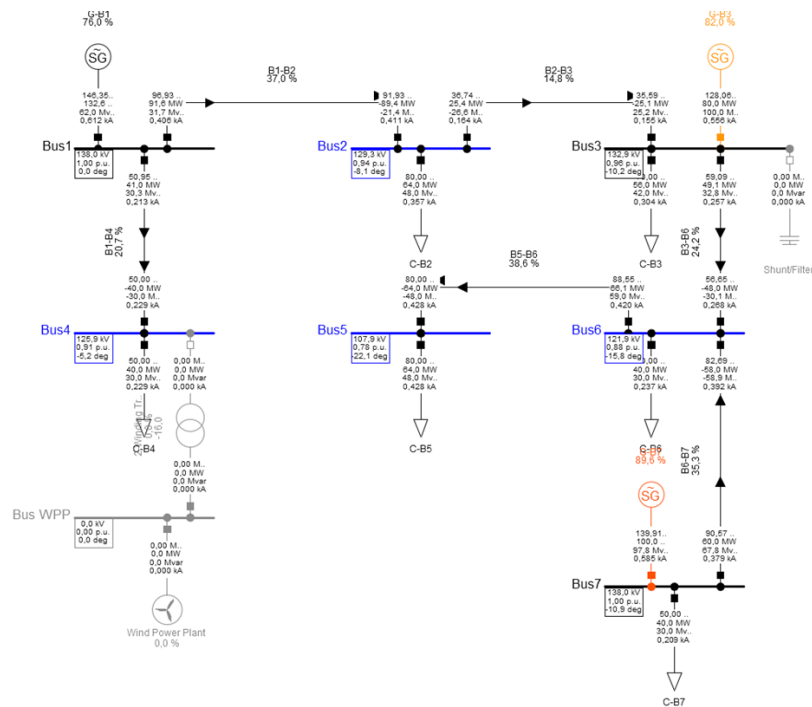 G-B1
76,0 %
G-B3
82,0 %
B1-B2
37,0 %
B2-B3
14,8 %
146,35..
132,6 ..
62,0 M..
0,612 kA
96,93 ..
91,6 MW
31,7 Mv..
0,406 kA
91,93 ..
-89,4 MW
-21,4 M..
0,411 kA
36,74 ..
25,4 MW
-26,6 M..
0,164 kA
35,59 ..
-25,1 MW
25,2 Mv..
0,155 kA
128,06..
80,0 MW
100,0 M..
0,556 kA
Bus1
138,0 kV
1,00 p.u.
0,0 deg
Bus2
129,3 kV
0,94 p.u.
-8,1 deg
Bus3
132,9 kV
0,96 p.u.
-10,2 deg
50,95 ..
41,0 MW
30,3 Mv..
0,213 kA
80,00 ..
64,0 MW
48,0 Mv..
0,357 kA
56,0 MW
42,0 Mv..
0,304 kA
59,09 ..
49,1 MW
32,8 Mv..
0,257 kA
0,00 M..
0,0 MW
0,0 Mvar
0,000 kA
B1-B4
20,7 %
C-B2
C-B3
B3-B6
24,2 %
Shunt/Filter
B5-B6
38,6 %
50,00 ..
-40,0 MW
-30,0 M..
0,229 kA
80,00 ..
-64,0 MW
-48,0 M..
0,428 kA
88,55 ..
66,1 MW
59,0 Mv..
0,420 kA
56,65 ..
-48,0 MW
-30,1 M..
0,268 kA
Bus4
125,9 kV
0,91 p.u.
-5,2 deg
Bus5
107,9 kV
0,78 p.u.
-22,1 deg
Bus6
121,9 kV
0,88 p.u.
-15,8 deg
50,00 ..
40,0 MW
30,0 Mv..
0,229 kA
0,00 M..
0,0 MW
0,0 Mvar
0,000 kA
80,00 ..
64,0 MW
48,0 Mv..
0,428 kA
40,0 MW
30,0 Mv..
0,237 kA
82,69 ..
-58,0 MW
-58,9 M..
0,392 kA
-16,0
C-B4
C-B5
C-B6
89,6 %
B6-B7
35,3 %
0,00 M..
0,0 MW
0,0 Mvar
0,000 kA
Bus WPP
0,0 kV
0,00 p.u.
0,0 deg
0,00 M..
0,0 MW
0,0 Mvar
0,000 kA
Wind Power Plant
0,0 %
139,91..
100,0 ..
97,8 M..
0,585 kA
90,57 ..
60,0 MW
67,8 Mv..
0,379 kA
Bus7
138,0 kV
1,00 p.u.
-10,9 deg
50,00 ..
40,0 MW
30,0 Mv..
0,209 kA
C-B7